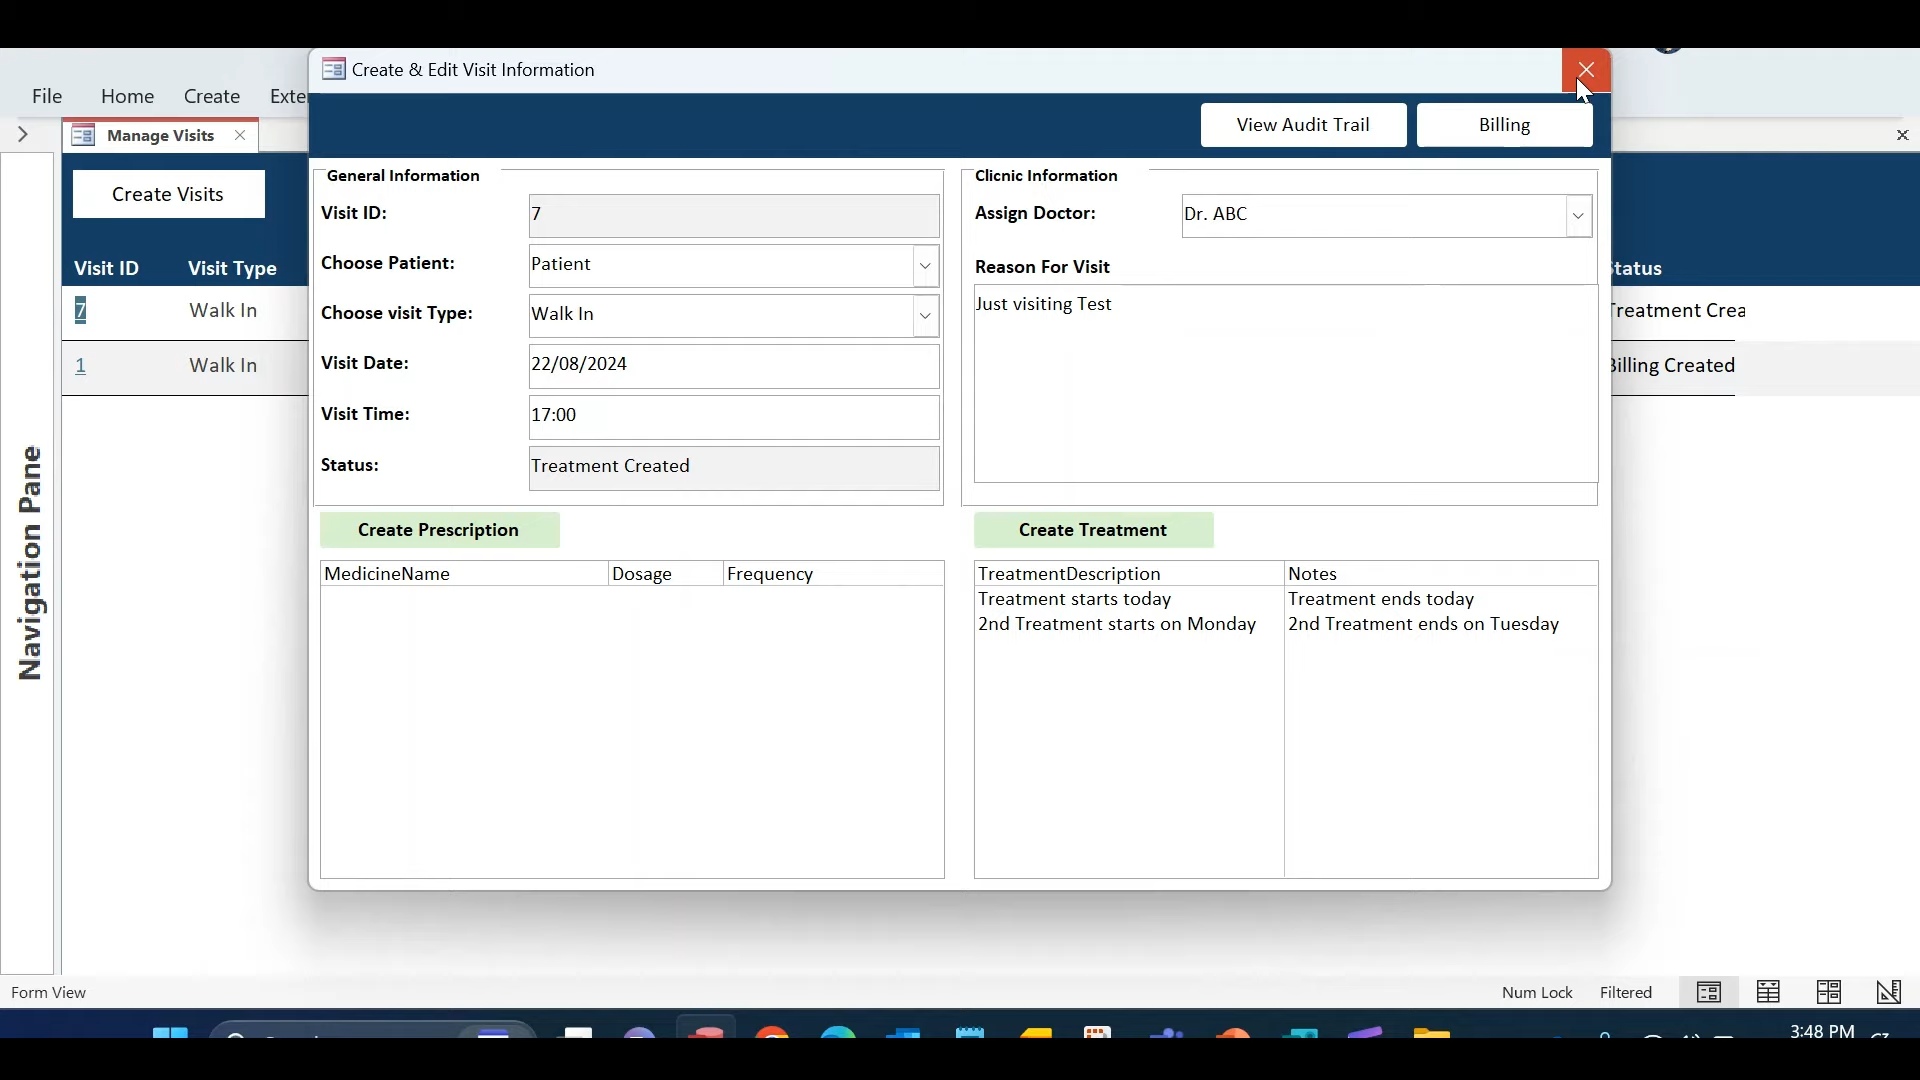 Create & Edit Visit Information
File Home Create Exte
Manage Visits
View Audit Trail Billing
Create Visits
Visit ID Visit Type
7 Walk In
1 Walk In
General Information
Visit ID: 7
Choose Patient: Patient
Choose visit Type: Walk In
Visit Date: 22/08/2024
Visit Time: 17:00
Status: Treatment Created
Clicnic Information
Assign Doctor: Dr. ABC
Reason For Visit
Just visiting Test
Status
Treatment Crea
Billing Created
Create Prescription
MedicineName Dosage Frequency
Create Treatment
TreatmentDescription Notes
Treatment starts today Treatment ends today
2nd Treatment starts on Monday 2nd Treatment ends on Tuesday
Navigation Pane
Form View Num Lock Filtered
3:48 PM